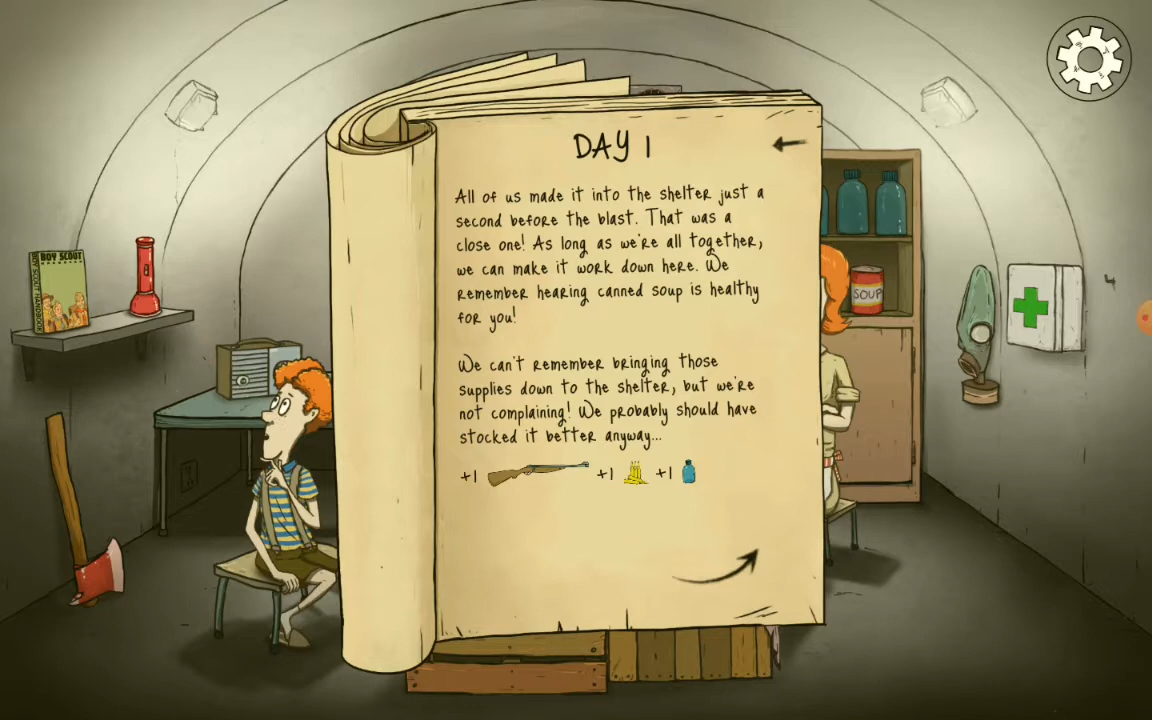 DAY 1
All of us made it into the shelter just a
second before the blast. That was a
close one! As long as we're all together,
we can make it work down here. We
remember hearing canned soup is healthy
for you!
We can't remember bringing those
supplies down to the shelter, but we're
not complaining! We probably should have
stocked it better anyway...
+1 +1 +1
BOY SCOUT
BOY SCOUT HANDBOOK
SOUP